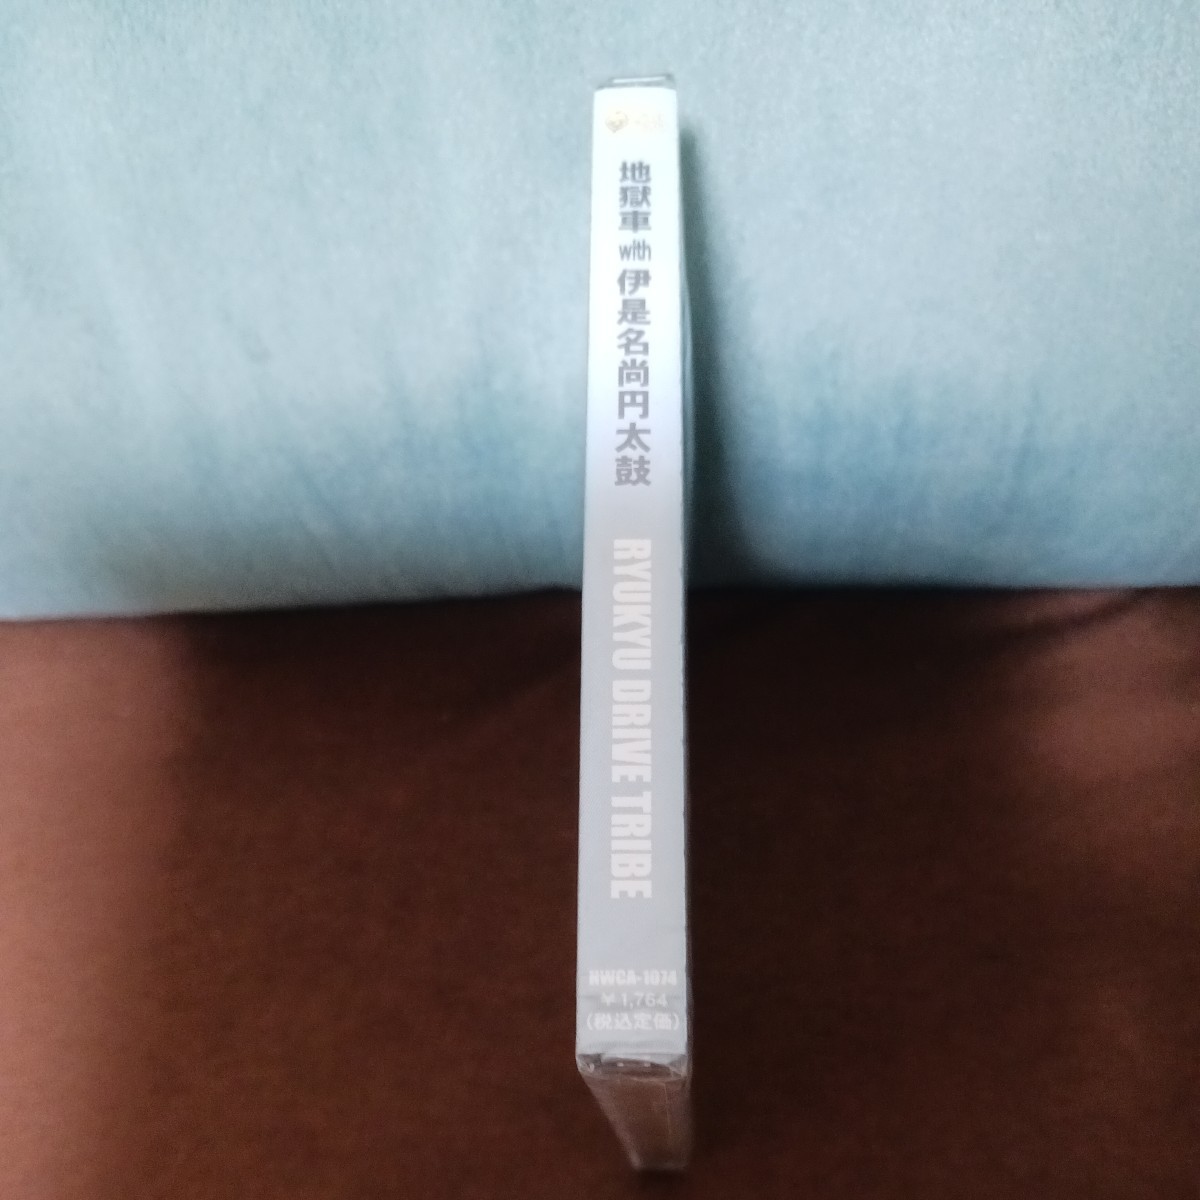 地獄車 with 伊是名尚円太鼓
RYUKYU DRIVE TRIBE
HWCA-1074
￥1,764
(税込定価)